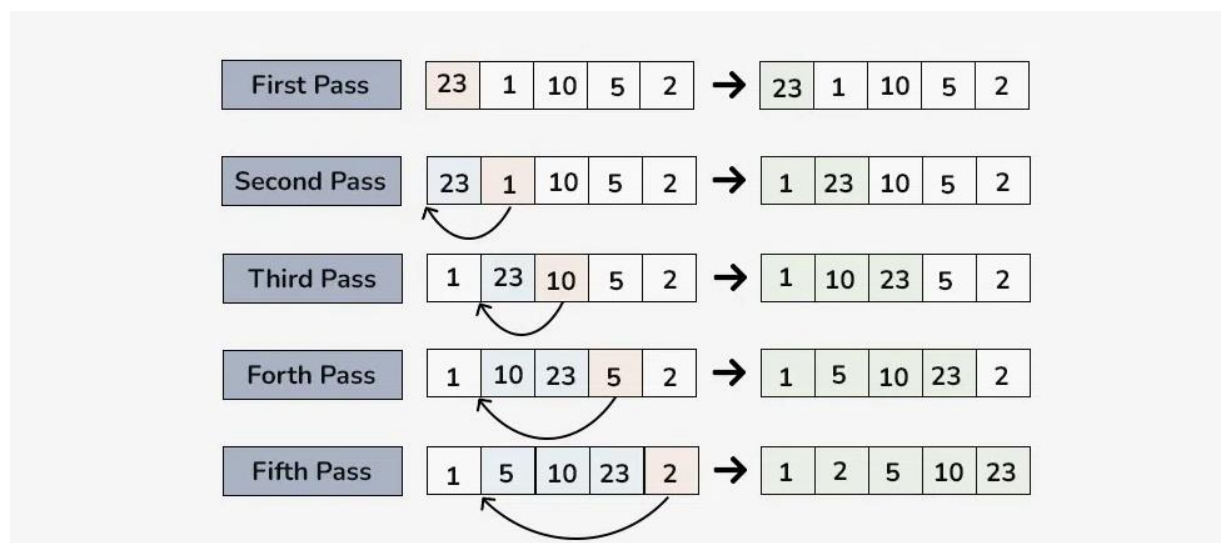 First Pass 23 1 10 5 2 → 23 1 10 5 2
Second Pass 23 1 10 5 2 → 1 23 10 5 2
Third Pass 1 23 10 5 2 → 1 10 23 5 2
Forth Pass 1 10 23 5 2 → 1 5 10 23 2
Fifth Pass 1 5 10 23 2 → 1 2 5 10 23